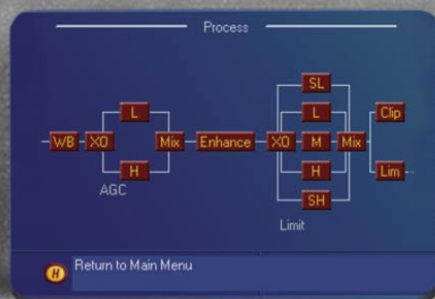 Process
SL
L
L
Clip
WB
XO
Mix
Enhance
XO
M
Mix
H
H
Lim
AGC
SH
Limit
H
Return to Main Menu